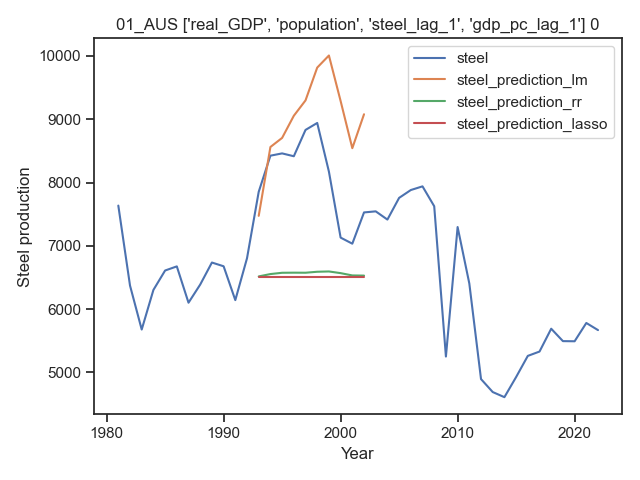 01_AUS ['real_GDP', 'population', 'steel_lag_1', 'gdp_pc_lag_1'] 0
steel
steel_prediction_lm
steel_prediction_rr
steel_prediction_lasso
Steel production
10000
9000
8000
7000
6000
5000
1980
1990
2000
2010
2020
Year